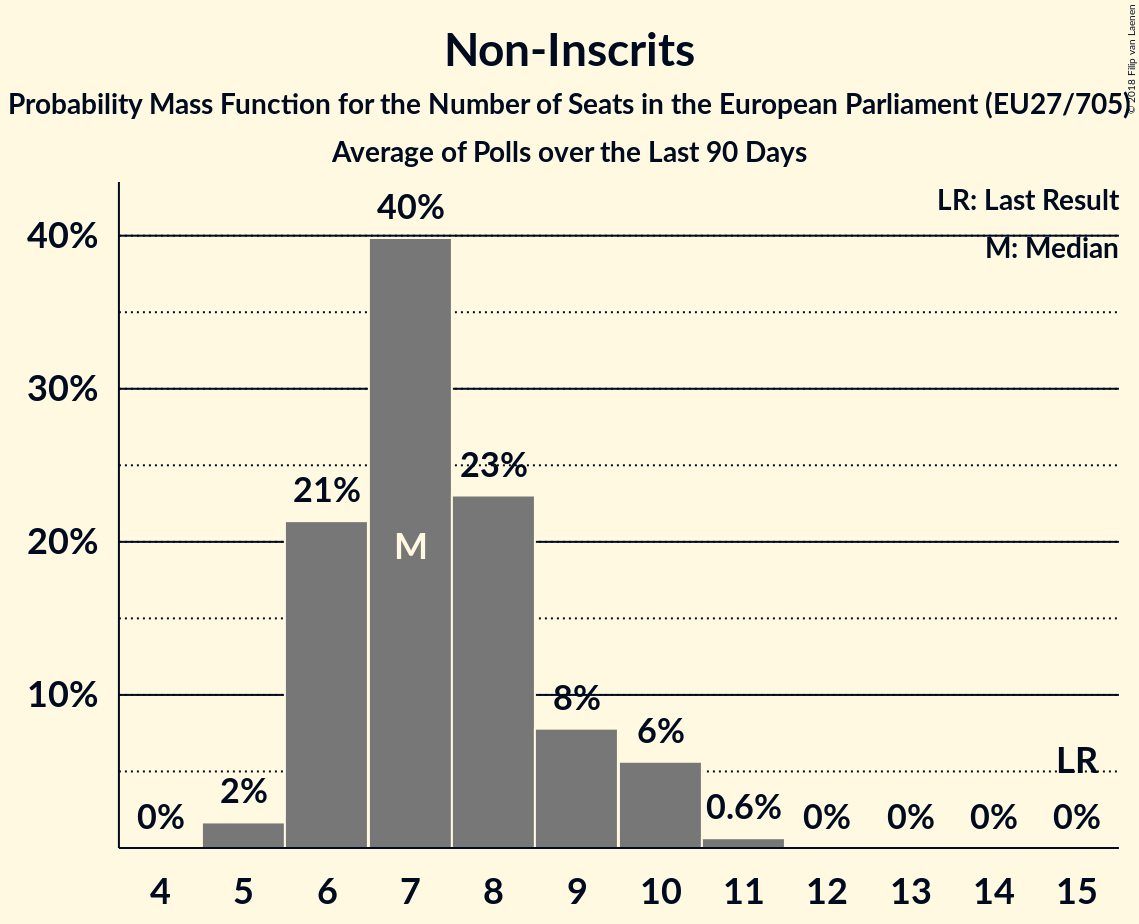 Non-Inscrits
Probability Mass Function for the Number of Seats in the European Parliament (EU27/705)
Average of Polls over the Last 90 Days
© 2018 Filip van Laenen
LR: Last Result
M: Median
40%
30%
20%
10%
0%
2%
21%
40%
M
23%
8%
6%
0.6%
0%
0%
0%
LR
0%
4 5 6 7 8 9 10 11 12 13 14 15